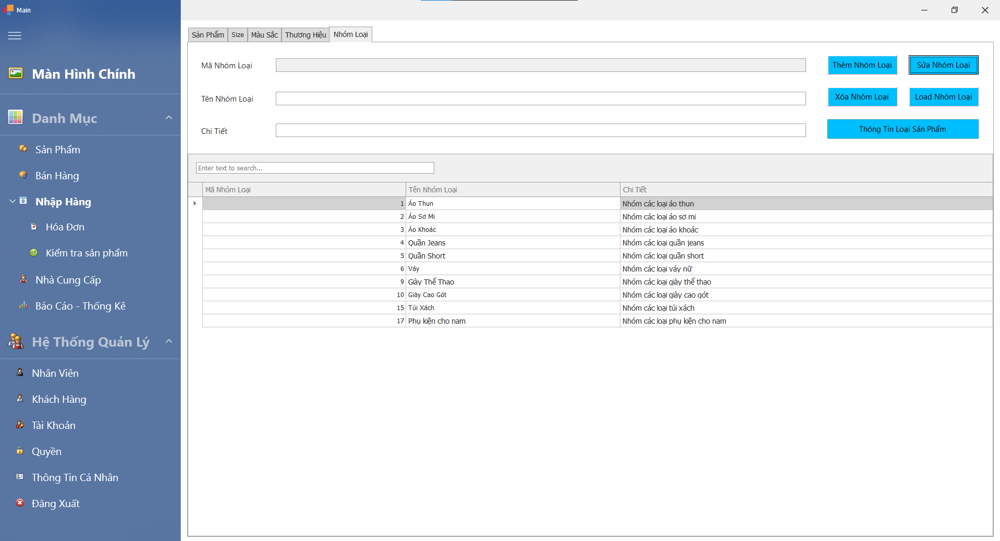 Main
Màn Hình Chính
Danh Mục
Sản Phẩm
Bán Hàng
Nhập Hàng
Hóa Đơn
Kiểm tra sản phẩm
Nhà Cung Cấp
Báo Cáo - Thống Kê
Hệ Thống Quản Lý
Nhân Viên
Khách Hàng
Tài Khoản
Quyền
Thông Tin Cá Nhân
Đăng Xuất
Sản Phẩm Size Màu Sắc Thương Hiệu Nhóm Loại
Mã Nhóm Loại Thêm Nhóm Loại Sửa Nhóm Loại
Tên Nhóm Loại Xóa Nhóm Loại Load Nhóm Loại
Chi Tiết Thông Tin Loại Sản Phẩm
Enter text to search...
Mã Nhóm Loại Tên Nhóm Loại Chi Tiết
1 Áo Thun Nhóm các loại áo thun
2 Áo Sơ Mi Nhóm các loại áo sơ mi
3 Áo Khoác Nhóm các loại áo khoác
4 Quần Jeans Nhóm các loại quần jeans
5 Quần Short Nhóm các loại quần short
6 Váy Nhóm các loại váy nữ
9 Giày Thể Thao Nhóm các loại giày thể thao
10 Giày Cao Gót Nhóm các loại giày cao gót
15 Túi Xách Nhóm các loại túi xách
17 Phụ kiện cho nam Nhóm các loại phụ kiện cho nam